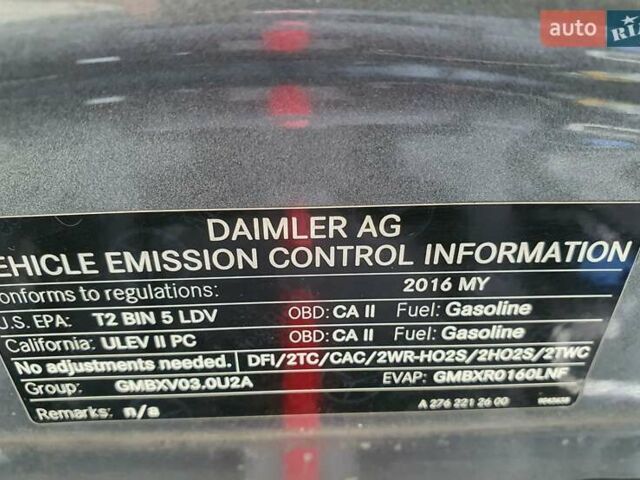 auto RIA
DAIMLER AG
EHICLE EMISSION CONTROL INFORMATION
onforms to regulations: 2016 MY
U.S. EPA: T2 BIN 5 LDV OBD: CA II Fuel: Gasoline
California: ULEV II PC OBD: CA II Fuel: Gasoline
No adjustments needed. DFI/2TC/CAC/2WR-HO2S/2HO2S/2TWC
Group: GMBXV03.0U2A EVAP: GMBXR0160LNF
Remarks: n/a A 276 221 26 00